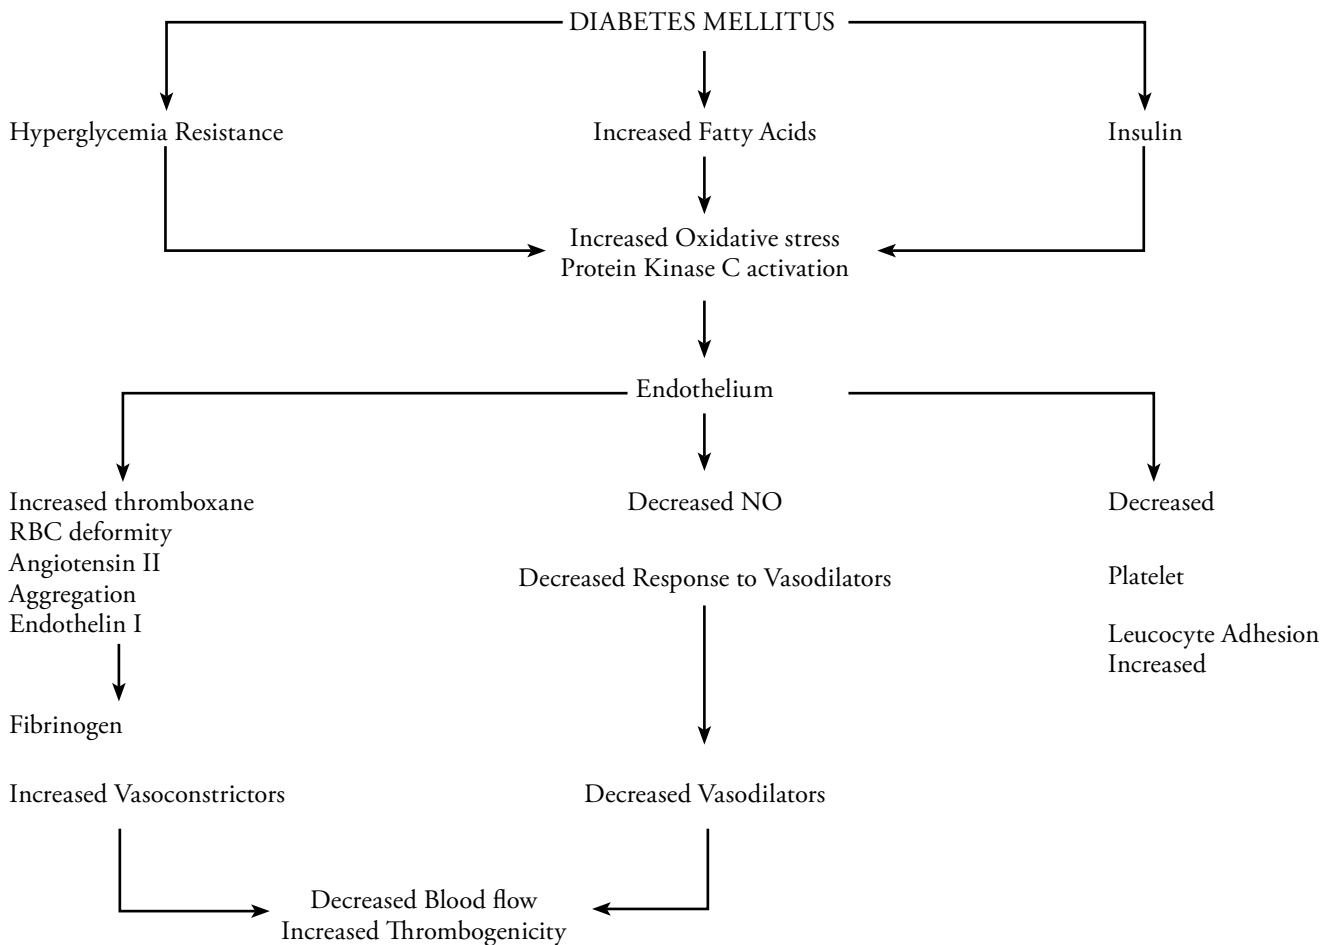 DIABETES MELLITUS
Hyperglycemia Resistance
Increased Fatty Acids
Insulin
Increased Oxidative stress
Protein Kinase C activation
Endothelium
Increased thromboxane
RBC deformity
Angiotensin II
Aggregation
Endothelin I
Fibrinogen
Increased Vasoconstrictors
Decreased NO
Decreased Response to Vasodilators
Decreased Vasodilators
Decreased
Platelet
Leucocyte Adhesion
Increased
Decreased Blood flow
Increased Thrombogenicity